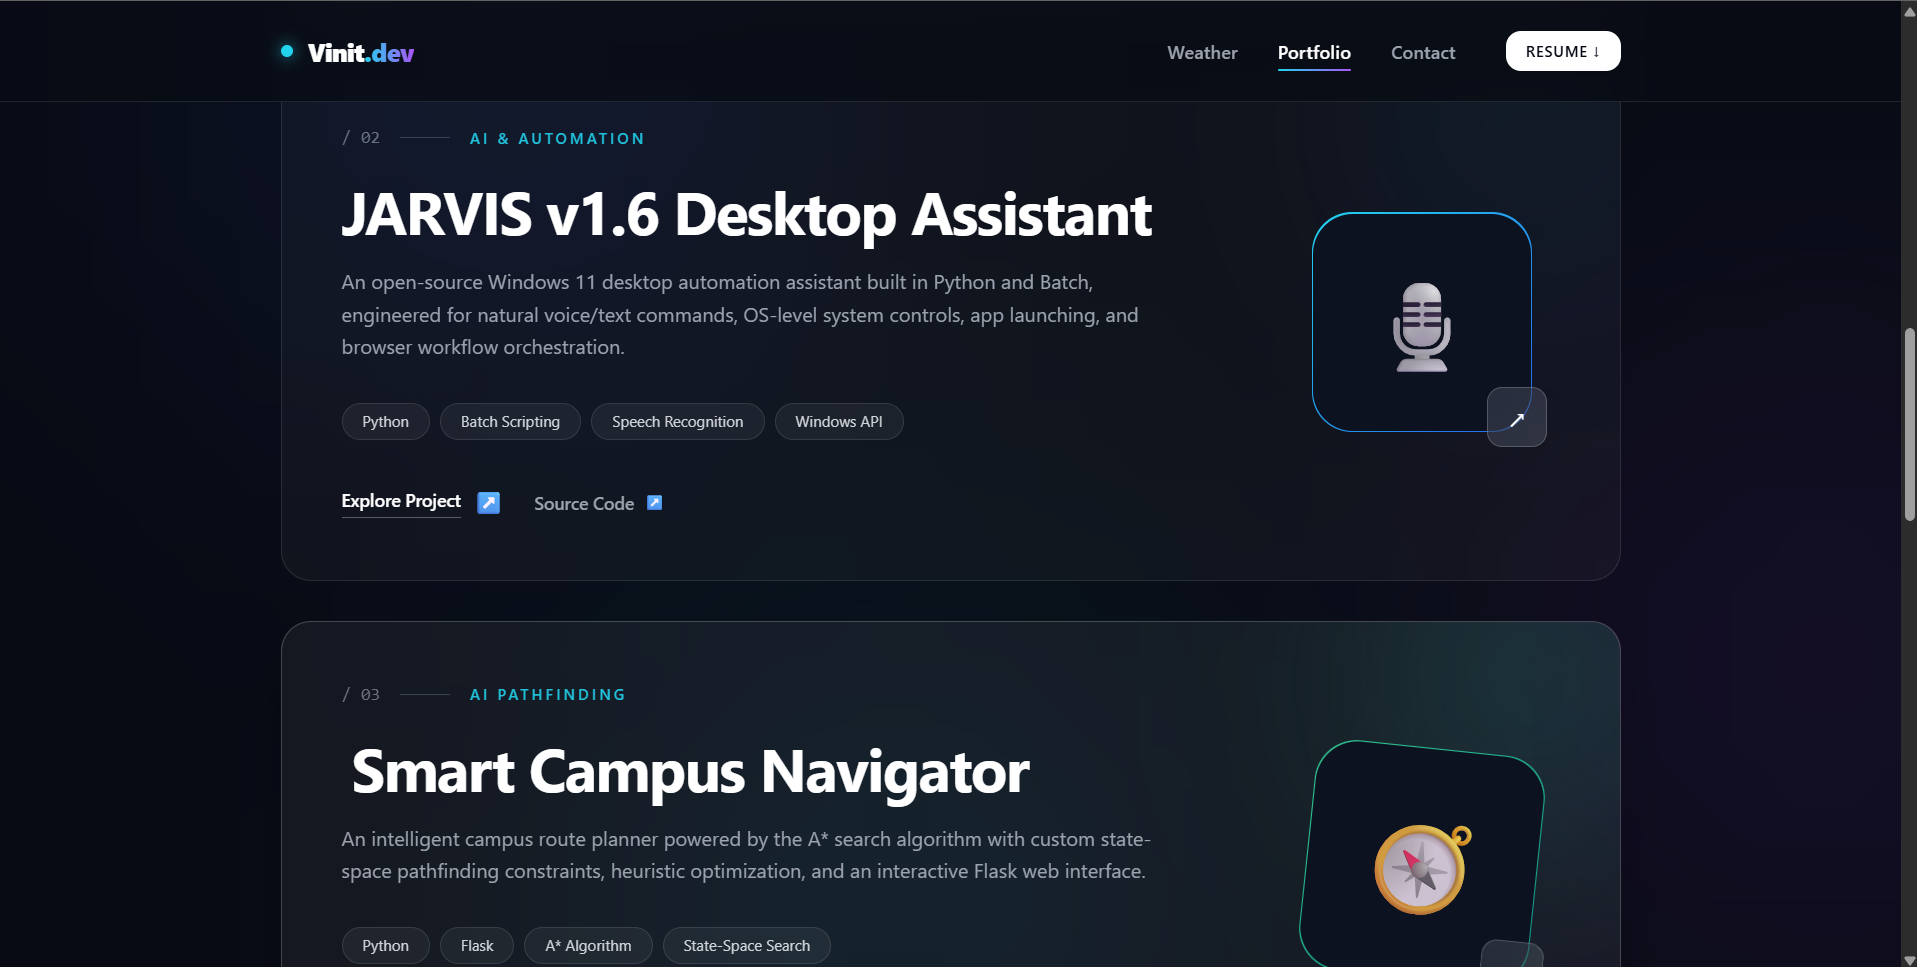 Vinit.dev
Weather
Portfolio
Contact
RESUME ↓
/ 02
AI & AUTOMATION
JARVIS v1.6 Desktop Assistant
An open-source Windows 11 desktop automation assistant built in Python and Batch,
engineered for natural voice/text commands, OS-level system controls, app launching, and
browser workflow orchestration.
Python
Batch Scripting
Speech Recognition
Windows API
↗
Explore Project ↗
Source Code ↗
/ 03
AI PATHFINDING
Smart Campus Navigator
An intelligent campus route planner powered by the A* search algorithm with custom state-
space pathfinding constraints, heuristic optimization, and an interactive Flask web interface.
Python
Flask
A* Algorithm
State-Space Search